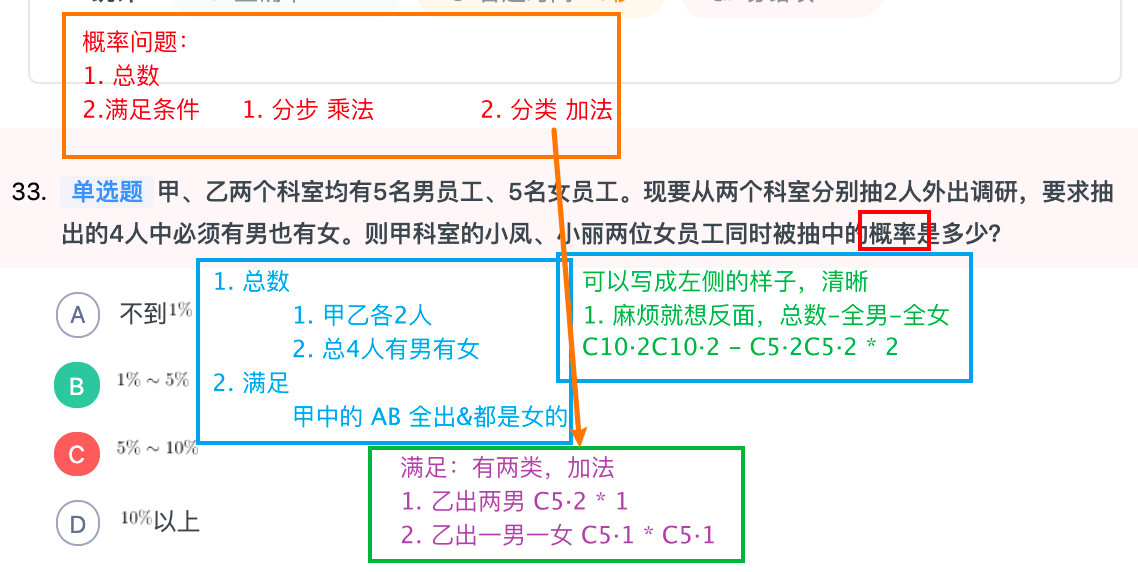 概率问题：
1. 总数
2.满足条件 1. 分步 乘法 2. 分类 加法
33. 单选题 甲、乙两个科室均有5名男员工、5名女员工。现要从两个科室分别抽2人外出调研，要求抽
出的4人中必须有男也有女。则甲科室的小凤、小丽两位女员工同时被抽中的概率是多少?
1. 总数
1. 甲乙各2人
2. 总4人有男有女
2. 满足
甲中的 AB 全出&都是女的
可以写成左侧的样子，清晰
1. 麻烦就想反面，总数-全男-全女
C10·2C10·2 - C5·2C5·2 * 2
A 不到1%
B 1% ~ 5%
C 5% ~ 10%
D 10%以上
满足：有两类，加法
1. 乙出两男 C5·2 * 1
2. 乙出一男一女 C5·1 * C5·1